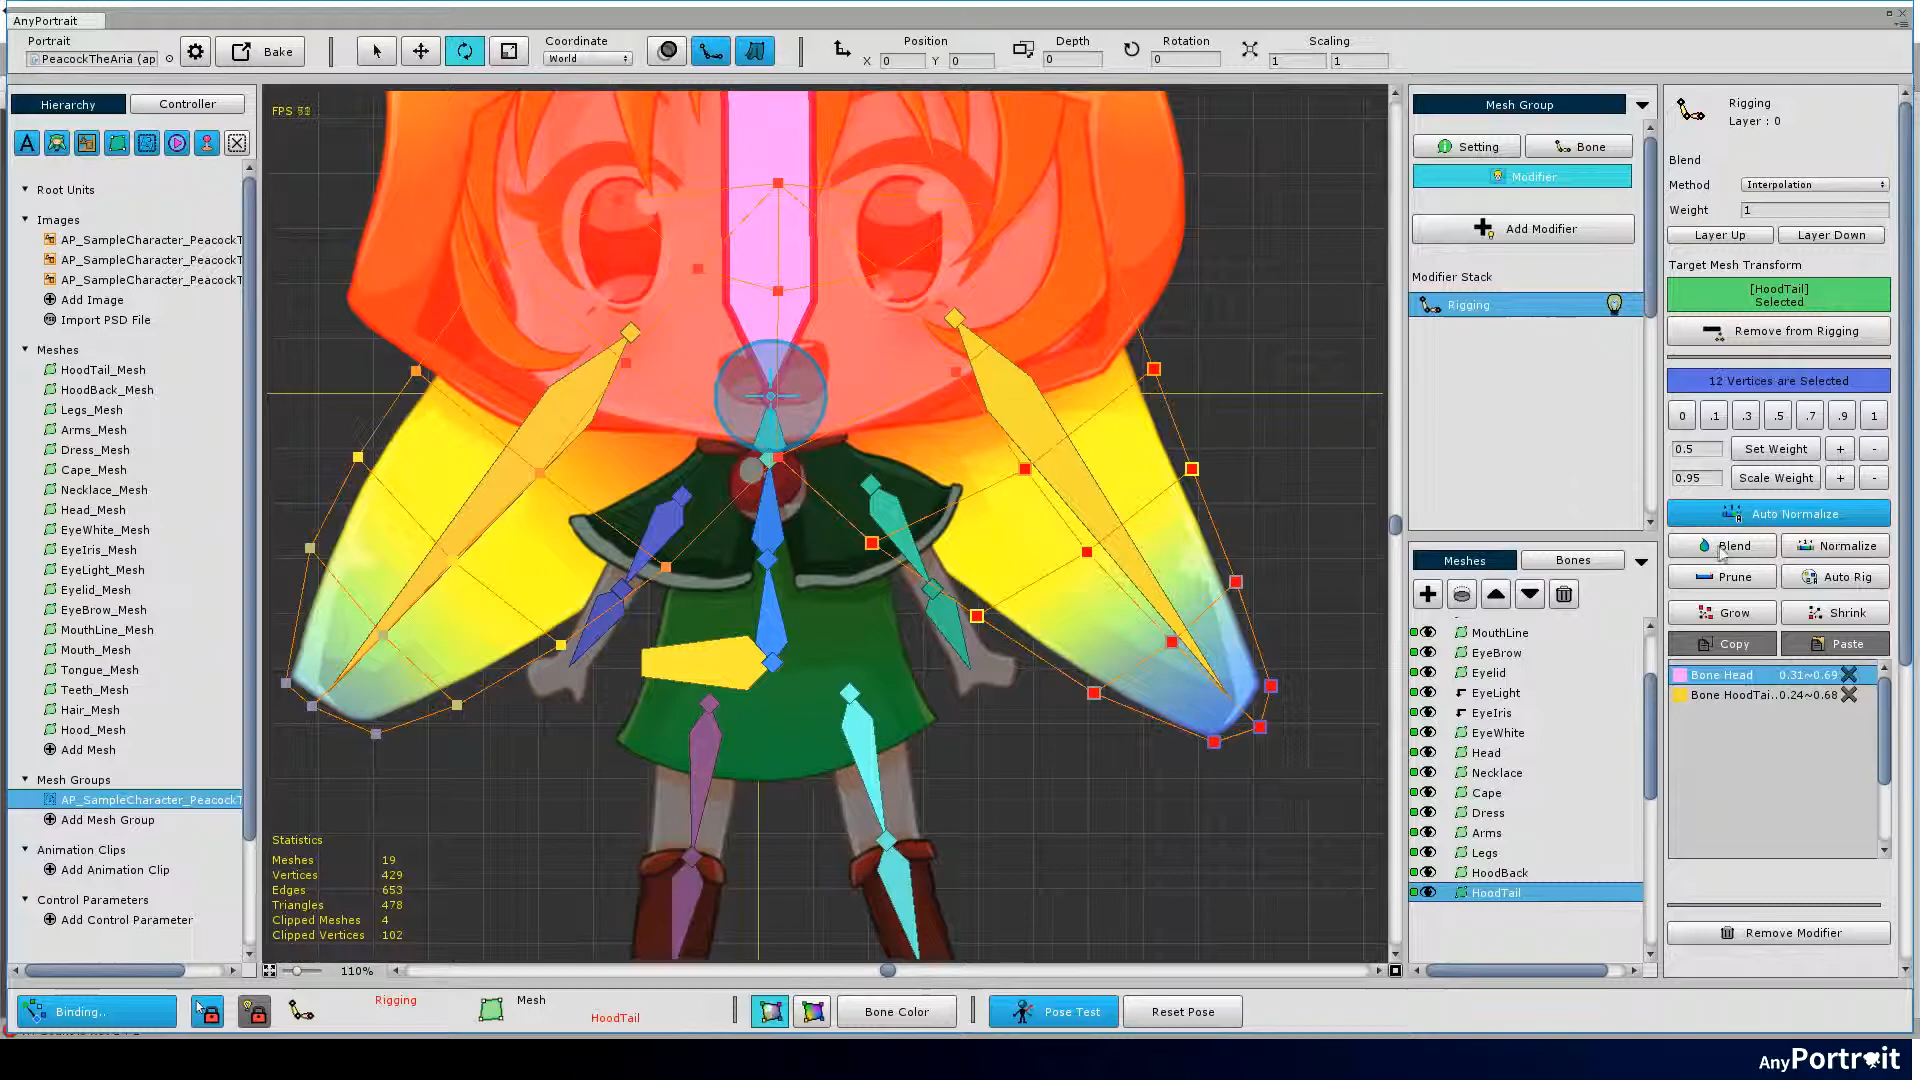 AnyPortrait
Portrait
PeacockTheAria (ap
Bake
Coordinate
World
Position
X 0 Y 0
Depth
0
Rotation
0
Scaling
1 1
Hierarchy
Controller
Root Units
Images
AP_SampleCharacter_PeacockT
AP_SampleCharacter_PeacockT
AP_SampleCharacter_PeacockT
Add Image
Import PSD File
Meshes
HoodTail_Mesh
HoodBack_Mesh
Legs_Mesh
Arms_Mesh
Dress_Mesh
Cape_Mesh
Necklace_Mesh
Head_Mesh
EyeWhite_Mesh
EyeIris_Mesh
EyeLight_Mesh
Eyelid_Mesh
EyeBrow_Mesh
MouthLine_Mesh
Mouth_Mesh
Tongue_Mesh
Teeth_Mesh
Hair_Mesh
Hood_Mesh
Add Mesh
Mesh Groups
AP_SampleCharacter_PeacockT
Add Mesh Group
Animation Clips
Add Animation Clip
Control Parameters
Add Control Parameter
FPS
Statistics
Meshes 19
Vertices 429
Edges 653
Triangles 478
Clipped Meshes 4
Clipped Vertices 102
110%
Mesh Group
Setting
Bone
Modifier
Add Modifier
Modifier Stack
Rigging
Meshes
Bones
MouthLine
EyeBrow
Eyelid
EyeLight
EyeIris
EyeWhite
Head
Necklace
Cape
Dress
Arms
Legs
HoodBack
HoodTail
Rigging
Layer : 0
Blend
Method Interpolation
Weight 1
Layer Up
Layer Down
Target Mesh Transform
[HoodTail]
Selected
Remove from Rigging
12 Vertices are Selected
0 .1 .3 .5 .7 .9 1
0.5 Set Weight + -
0.95 Scale Weight + -
Auto Normalize
Blend
Normalize
Prune
Auto Rig
Grow
Shrink
Copy
Paste
Bone Head 0.31~0.69
Bone HoodTai..0.24~0.68
Remove Modifier
Binding..
Rigging
Mesh
HoodTail
Bone Color
Pose Test
Reset Pose
AnyPortrait